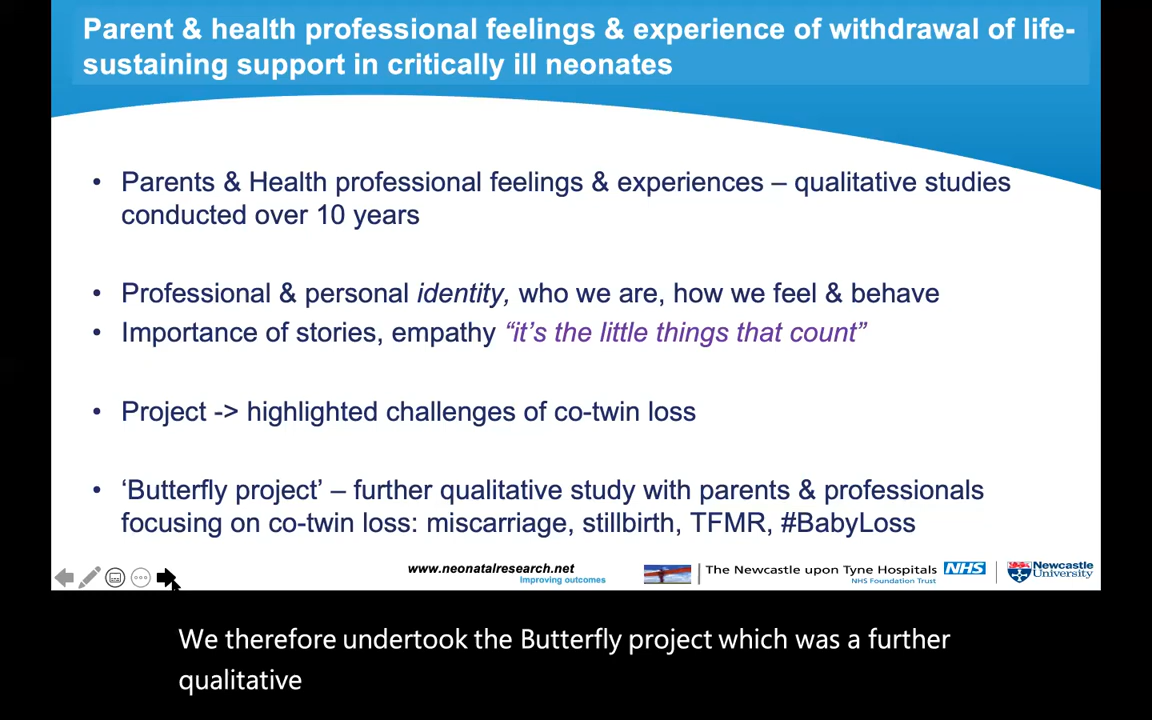 Parent & health professional feelings & experience of withdrawal of life-
sustaining support in critically ill neonates
• Parents & Health professional feelings & experiences – qualitative studies
conducted over 10 years
• Professional & personal identity, who we are, how we feel & behave
• Importance of stories, empathy “it’s the little things that count”
• Project -> highlighted challenges of co-twin loss
• ‘Butterfly project’ – further qualitative study with parents & professionals
focusing on co-twin loss: miscarriage, stillbirth, TFMR, #BabyLoss
www.neonatalresearch.net
Improving outcomes
The Newcastle upon Tyne Hospitals NHS
NHS Foundation Trust
Newcastle
University
We therefore undertook the Butterfly project which was a further
qualitative